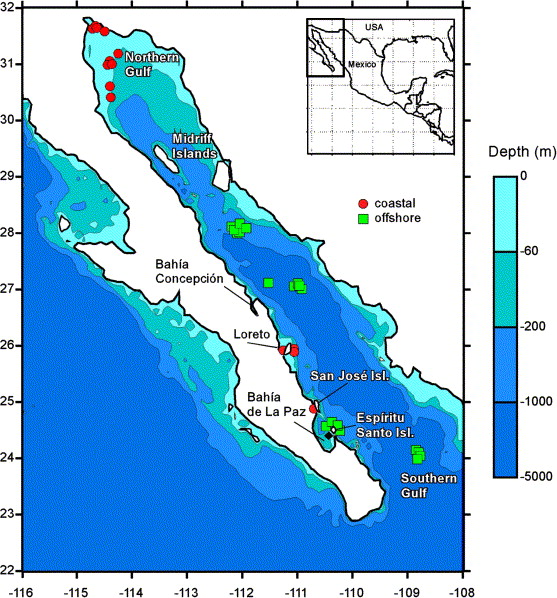 32
31
30
29
28
27
26
25
24
23
22
-116
-115
-114
-113
-112
-111
-110
-109
-108
Northern
Gulf
Midriff
Islands
Bahía
Concepción
Loreto
San José Isl.
Bahía
de La Paz
Espíritu
Santo Isl.
Southern
Gulf
USA
Mexico
coastal
offshore
Depth (m)
0
-60
-200
-1000
-5000